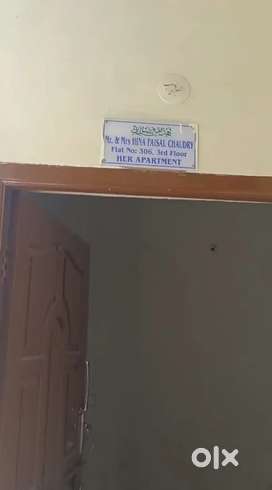 Mr. & Mrs HINA FAISAL CHAUDRY
Flat No: 306, 3rd Floor
HER APARTMENT
olx